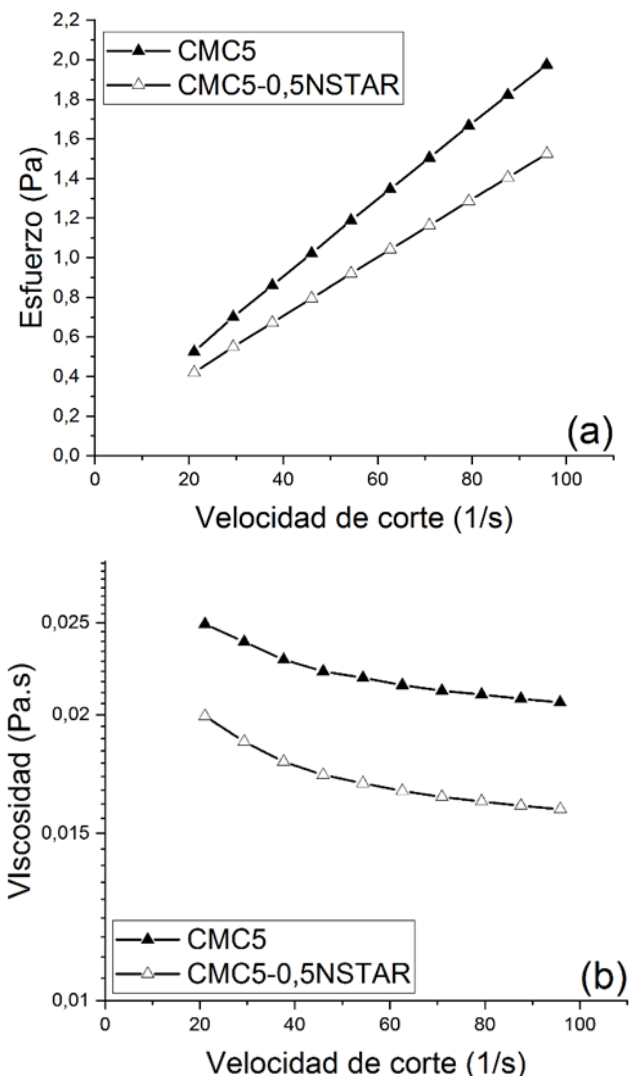 2,2
2,0
1,8
1,6
1,4
1,2
1,0
0,8
0,6
0,4
0,2
0,0
Esfuerzo (Pa)
CMC5
CMC5-0,5NSTAR
(a)
0 20 40 60 80 100
Velocidad de corte (1/s)
0,025
0,02
0,015
0,01
VIscosidad (Pa.s)
CMC5
CMC5-0,5NSTAR
(b)
0 20 40 60 80 100
Velocidad de corte (1/s)